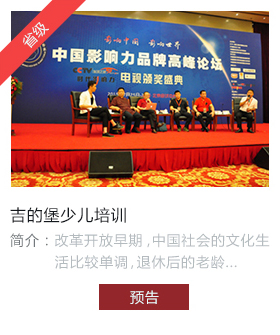 省级
影响中国 影响世界
中国影响力品牌高峰论坛
电视颁奖盛典
吉的堡少儿培训
简介：改革开放早期,中国社会的文化生
活比较单调,退休后的老龄...
预告